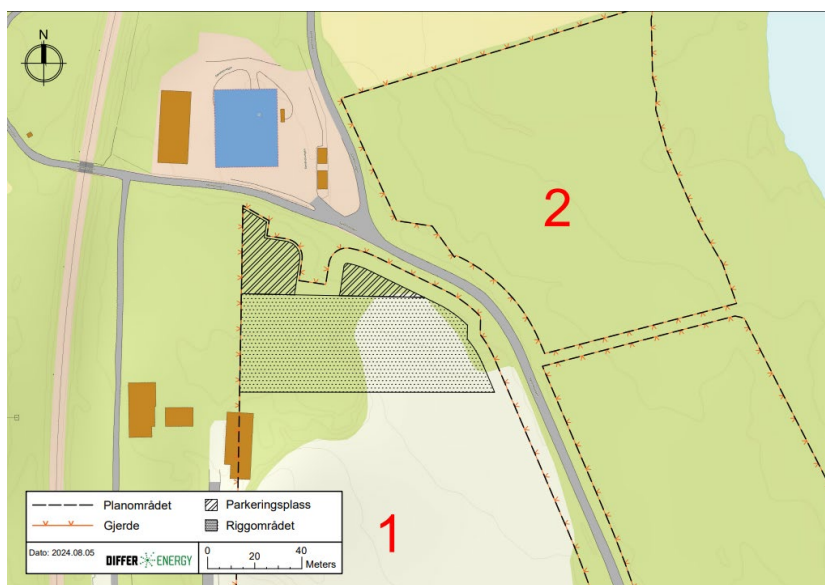 N
2
1
Planområdet
Parkeringsplass
Gjerde
Riggområdet
Dato: 2024.08.05
DIFFER ENERGY
0 20 40
Meters